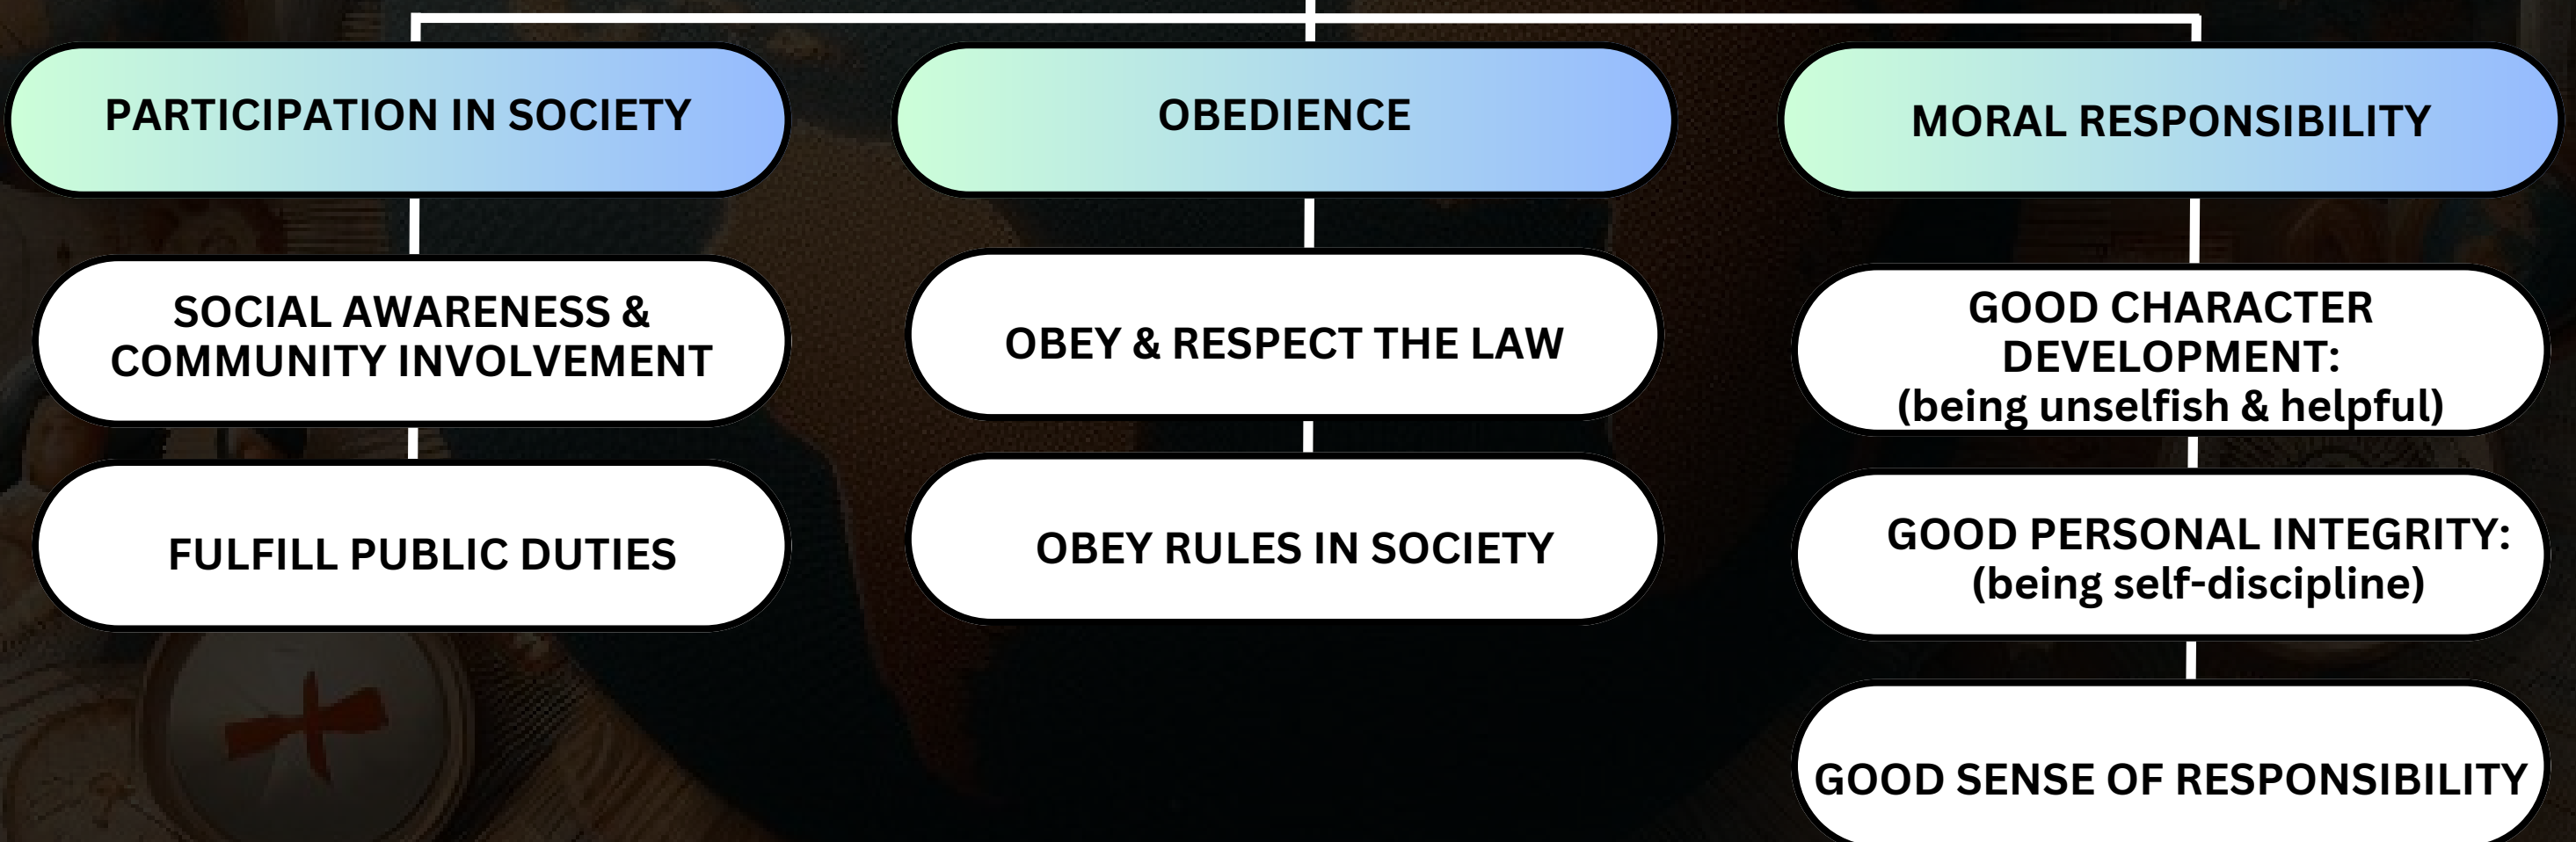 PARTICIPATION IN SOCIETY
SOCIAL AWARENESS &
COMMUNITY INVOLVEMENT
FULFILL PUBLIC DUTIES
OBEDIENCE
OBEY & RESPECT THE LAW
OBEY RULES IN SOCIETY
MORAL RESPONSIBILITY
GOOD CHARACTER
DEVELOPMENT:
(being unselfish & helpful)
GOOD PERSONAL INTEGRITY:
(being self-discipline)
GOOD SENSE OF RESPONSIBILITY